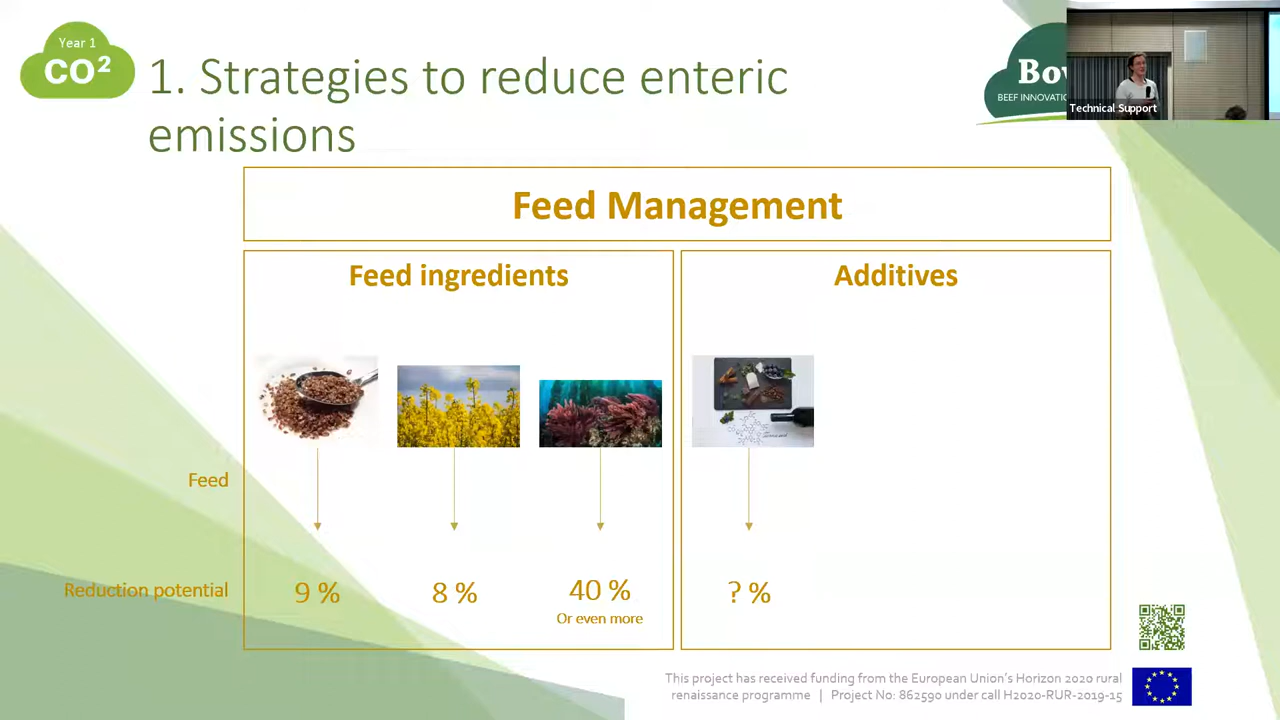 Year 1
CO²
1. Strategies to reduce enteric
emissions
BEEF
Technical Support
Feed Management
Feed ingredients
Additives
Feed
Reduction potential
9 %
8 %
40 %
? %
Or even more
This project has received funding from the European Union's Horizon 2020 rural
renaissance programme | Project No: 862590 under call H2020-RUR-2019-15